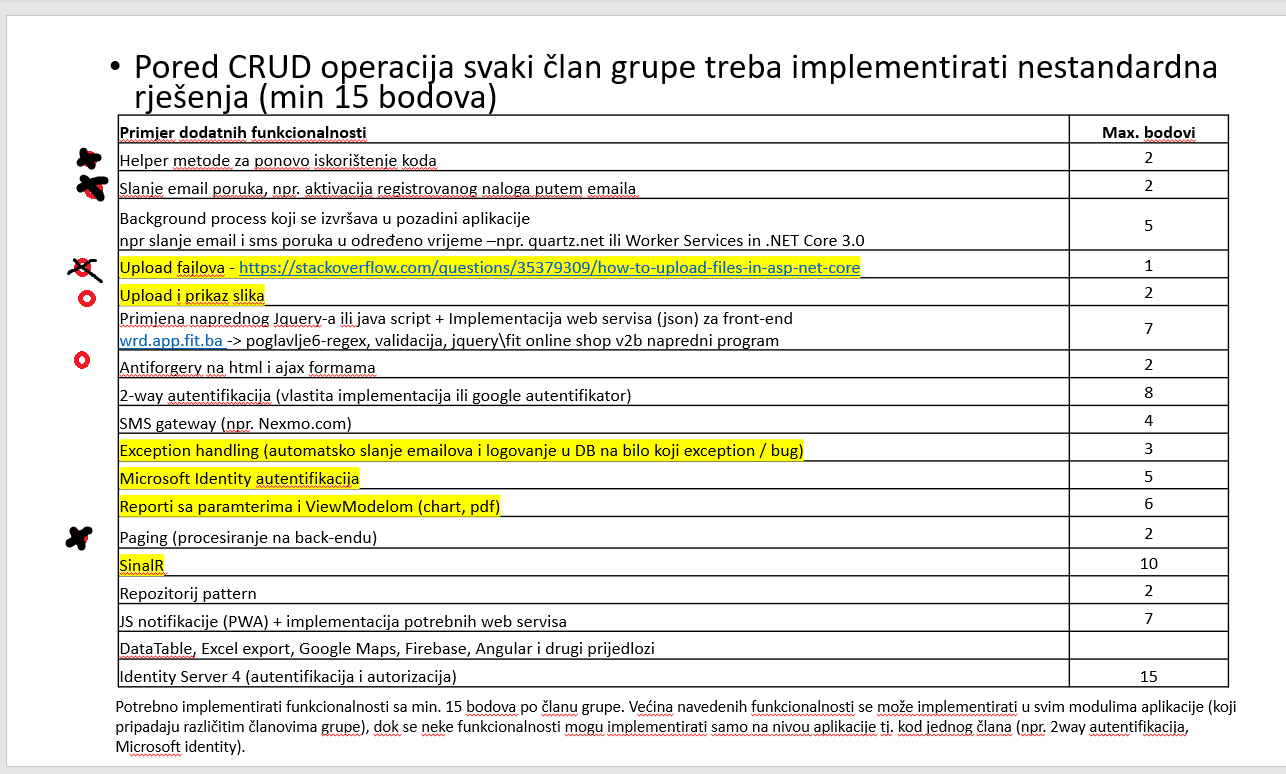 • Pored CRUD operacija svaki član grupe treba implementirati nestandardna
rješenja (min 15 bodova)
Primjer dodatnih funkcionalnosti Max. bodovi
Helper metode za ponovo iskorištenje koda 2
Slanje email poruka, npr. aktivacija registrovanog naloga putem emaila 2
Background process koji se izvršava u pozadini aplikacije
npr slanje email i sms poruka u određeno vrijeme –npr. quartz.net ili Worker Services in .NET Core 3.0 5
Upload fajlova - https://stackoverflow.com/questions/35379309/how-to-upload-files-in-asp-net-core 1
Upload i prikaz slika 2
Primjena naprednog Jquery-a ili java script + Implementacija web servisa (json) za front-end
wrd.app.fit.ba -> poglavlje6-regex, validacija, jquery\fit online shop v2b napredni program 7
Antiforgery na html i ajax formama 2
2-way autentifikacija (vlastita implementacija ili google autentifikator) 8
SMS gateway (npr. Nexmo.com) 4
Exception handling (automatsko slanje emailova i logovanje u DB na bilo koji exception / bug) 3
Microsoft Identity autentifikacija 5
Reporti sa paramterima i ViewModelom (chart, pdf) 6
Paging (procesiranje na back-endu) 2
SinalR 10
Repozitorij pattern 2
JS notifikacije (PWA) + implementacija potrebnih web servisa 7
DataTable, Excel export, Google Maps, Firebase, Angular i drugi prijedlozi
Identity Server 4 (autentifikacija i autorizacija) 15
Potrebno implementirati funkcionalnosti sa min. 15 bodova po članu grupe. Većina navedenih funkcionalnosti se može implementirati u svim modulima aplikacije (koji
pripadaju različitim članovima grupe), dok se neke funkcionalnosti mogu implementirati samo na nivou aplikacije tj. kod jednog člana (npr. 2way autentifikacija,
Microsoft identity).